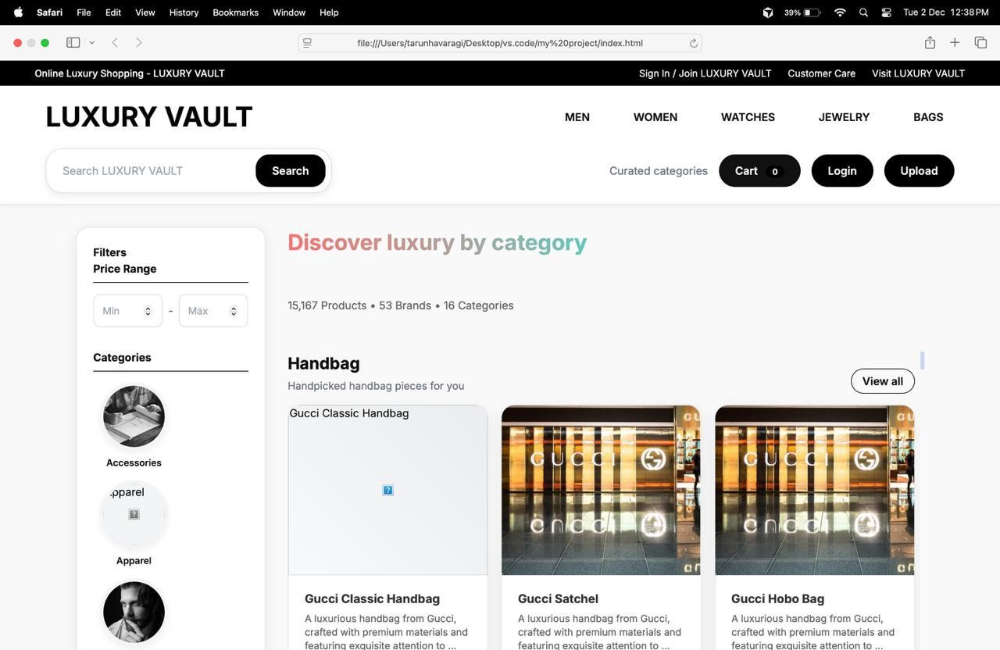 Safari File Edit View History Bookmarks Window Help 39% Tue 2 Dec 12:38 PM
file:///Users/tarunhavaragi/Desktop/vs.code/my%20project/index.html
Online Luxury Shopping - LUXURY VAULT Sign In / Join LUXURY VAULT Customer Care Visit LUXURY VAULT
LUXURY VAULT MEN WOMEN WATCHES JEWELRY BAGS
Search LUXURY VAULT Search Curated categories Cart 0 Login Upload
Filters
Price Range
Min - Max
Categories
Accessories
.pparel
Apparel
Discover luxury by category
15,167 Products • 53 Brands • 16 Categories
Handbag
Handpicked handbag pieces for you
View all
Gucci Classic Handbag
GUCCI
GUCCI
Gucci Classic Handbag
A luxurious handbag from Gucci,
crafted with premium materials and
featuring exquisite attention to ...
Gucci Satchel
A luxurious handbag from Gucci,
crafted with premium materials and
featuring exquisite attention to ...
Gucci Hobo Bag
A luxurious handbag from Gucci,
crafted with premium materials and
featuring exquisite attention to ...